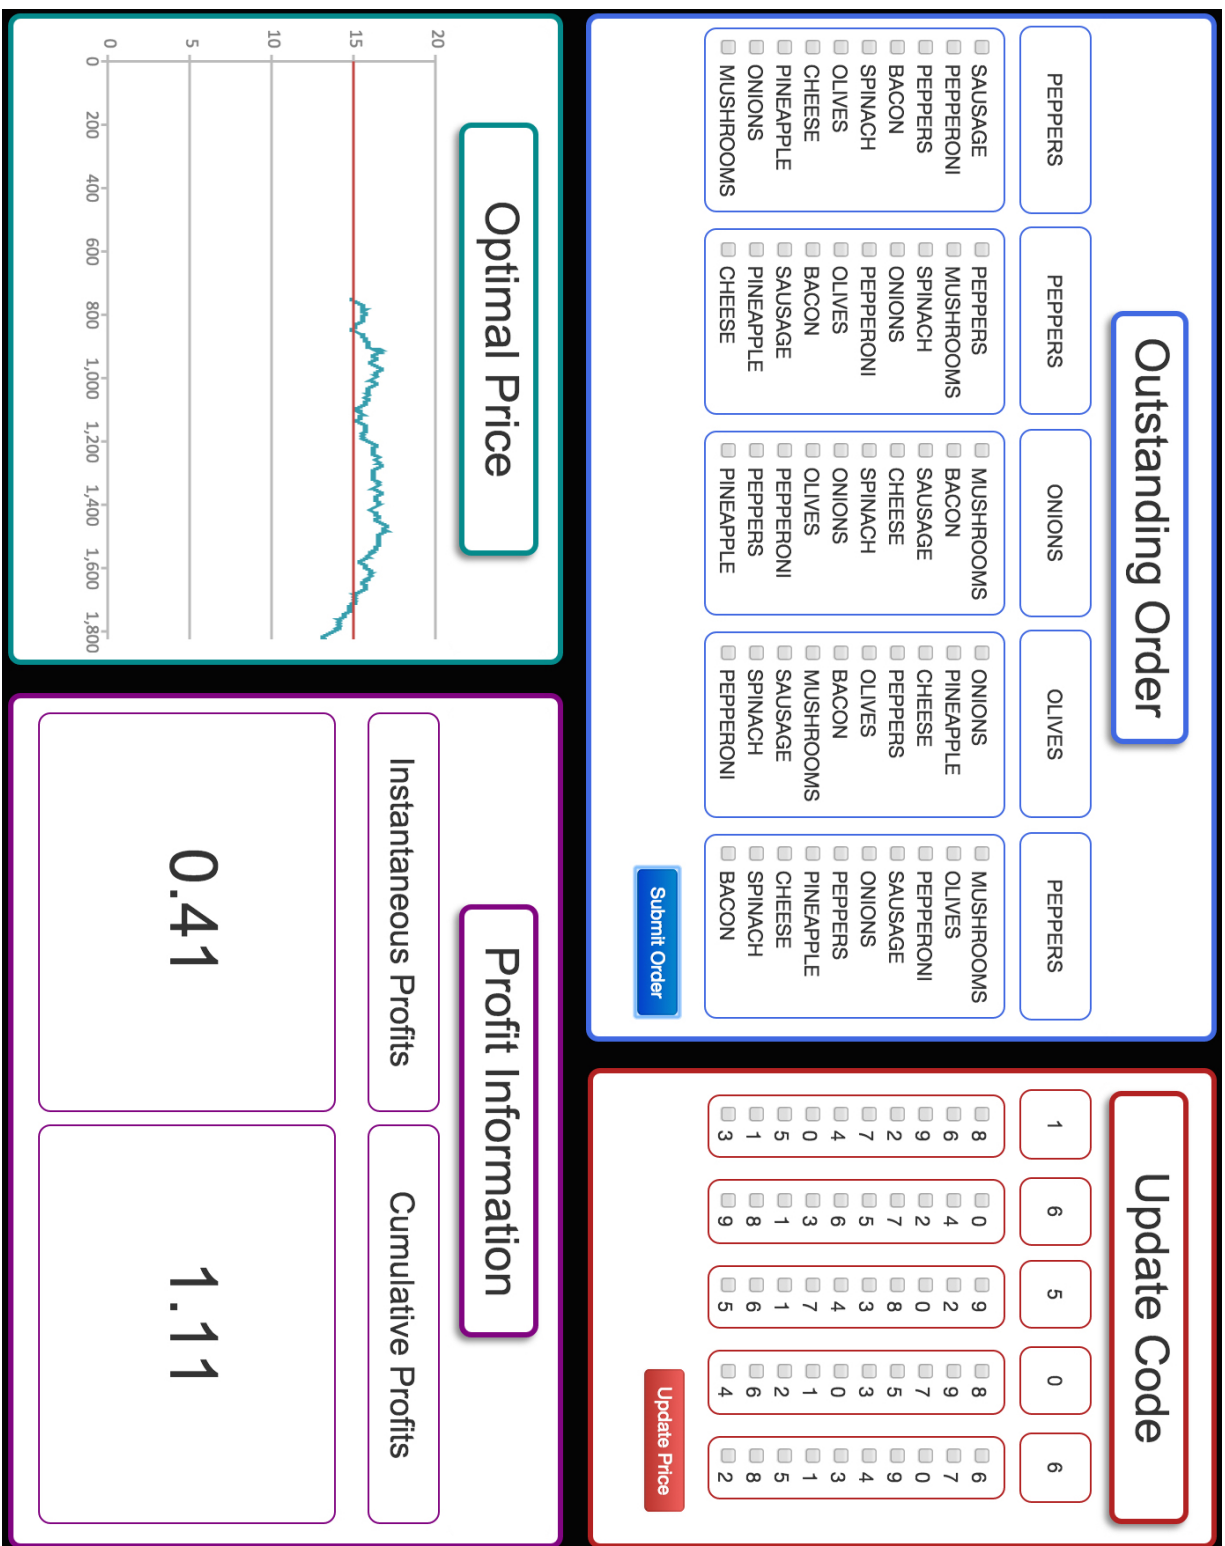 Outstanding Order
PEPPERS
PEPPERS
ONIONS
OLIVES
PEPPERS
SAUSAGE
PEPPERONI
PEPPERS
BACON
SPINACH
OLIVES
CHEESE
PINEAPPLE
ONIONS
MUSHROOMS
PEPPERS
MUSHROOMS
SPINACH
ONIONS
PEPPERONI
OLIVES
BACON
SAUSAGE
PINEAPPLE
CHEESE
MUSHROOMS
BACON
SAUSAGE
CHEESE
SPINACH
ONIONS
OLIVES
PEPPERONI
PEPPERS
PINEAPPLE
ONIONS
PINEAPPLE
CHEESE
PEPPERS
OLIVES
BACON
MUSHROOMS
SAUSAGE
SPINACH
PEPPERONI
MUSHROOMS
OLIVES
PEPPERONI
SAUSAGE
ONIONS
PEPPERS
PINEAPPLE
CHEESE
SPINACH
BACON
Submit Order
Update Code
1
6
5
0
6
8
6
9
2
7
4
0
5
1
3
0
4
2
7
5
6
3
1
8
9
9
2
0
8
3
4
7
1
6
5
8
9
7
5
3
0
1
2
6
4
6
7
0
9
4
3
1
5
8
2
Update Price
Optimal Price
20
15
10
5
0
0 200 400 600 800 1,000 1,200 1,400 1,600 1,800
Profit Information
Instantaneous Profits
Cumulative Profits
0.41
1.11